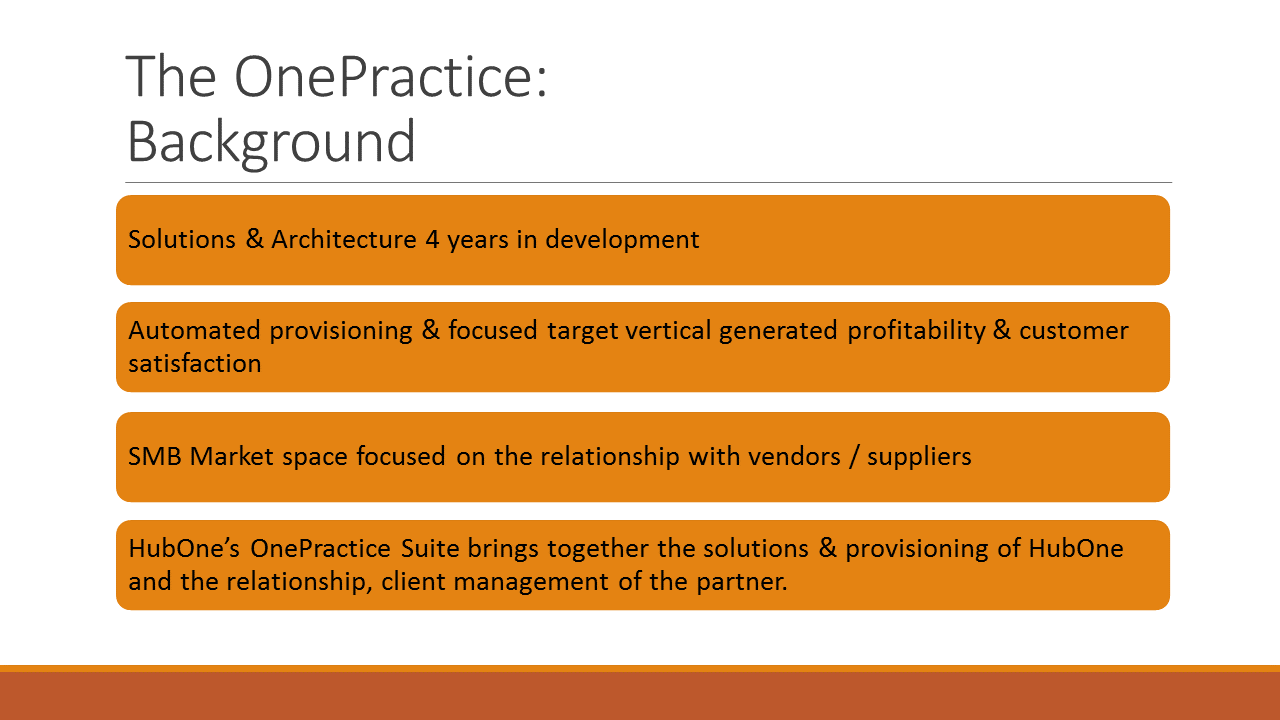 The OnePractice:
Background
Solutions & Architecture 4 years in development
Automated provisioning & focused target vertical generated profitability & customer
satisfaction
SMB Market space focused on the relationship with vendors / suppliers
HubOne’s OnePractice Suite brings together the solutions & provisioning of HubOne
and the relationship, client management of the partner.